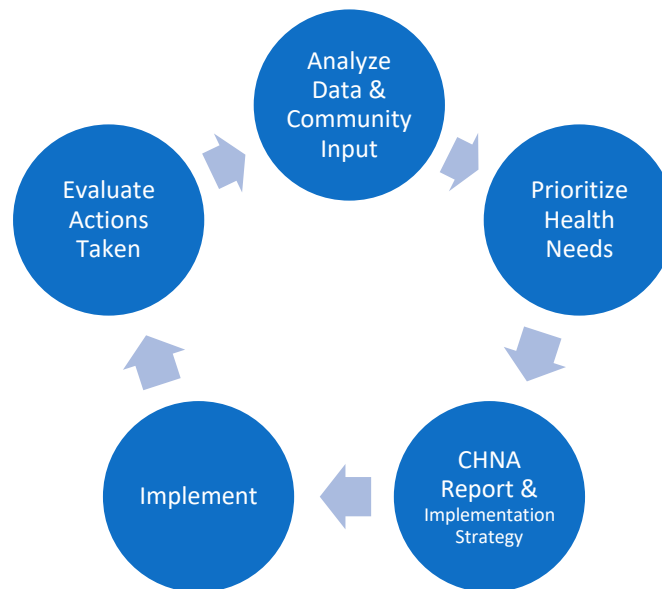 Analyze
Data &
Community
Input
Prioritize
Health
Needs
CHNA
Report &
Implementation
Strategy
Implement
Evaluate
Actions
Taken